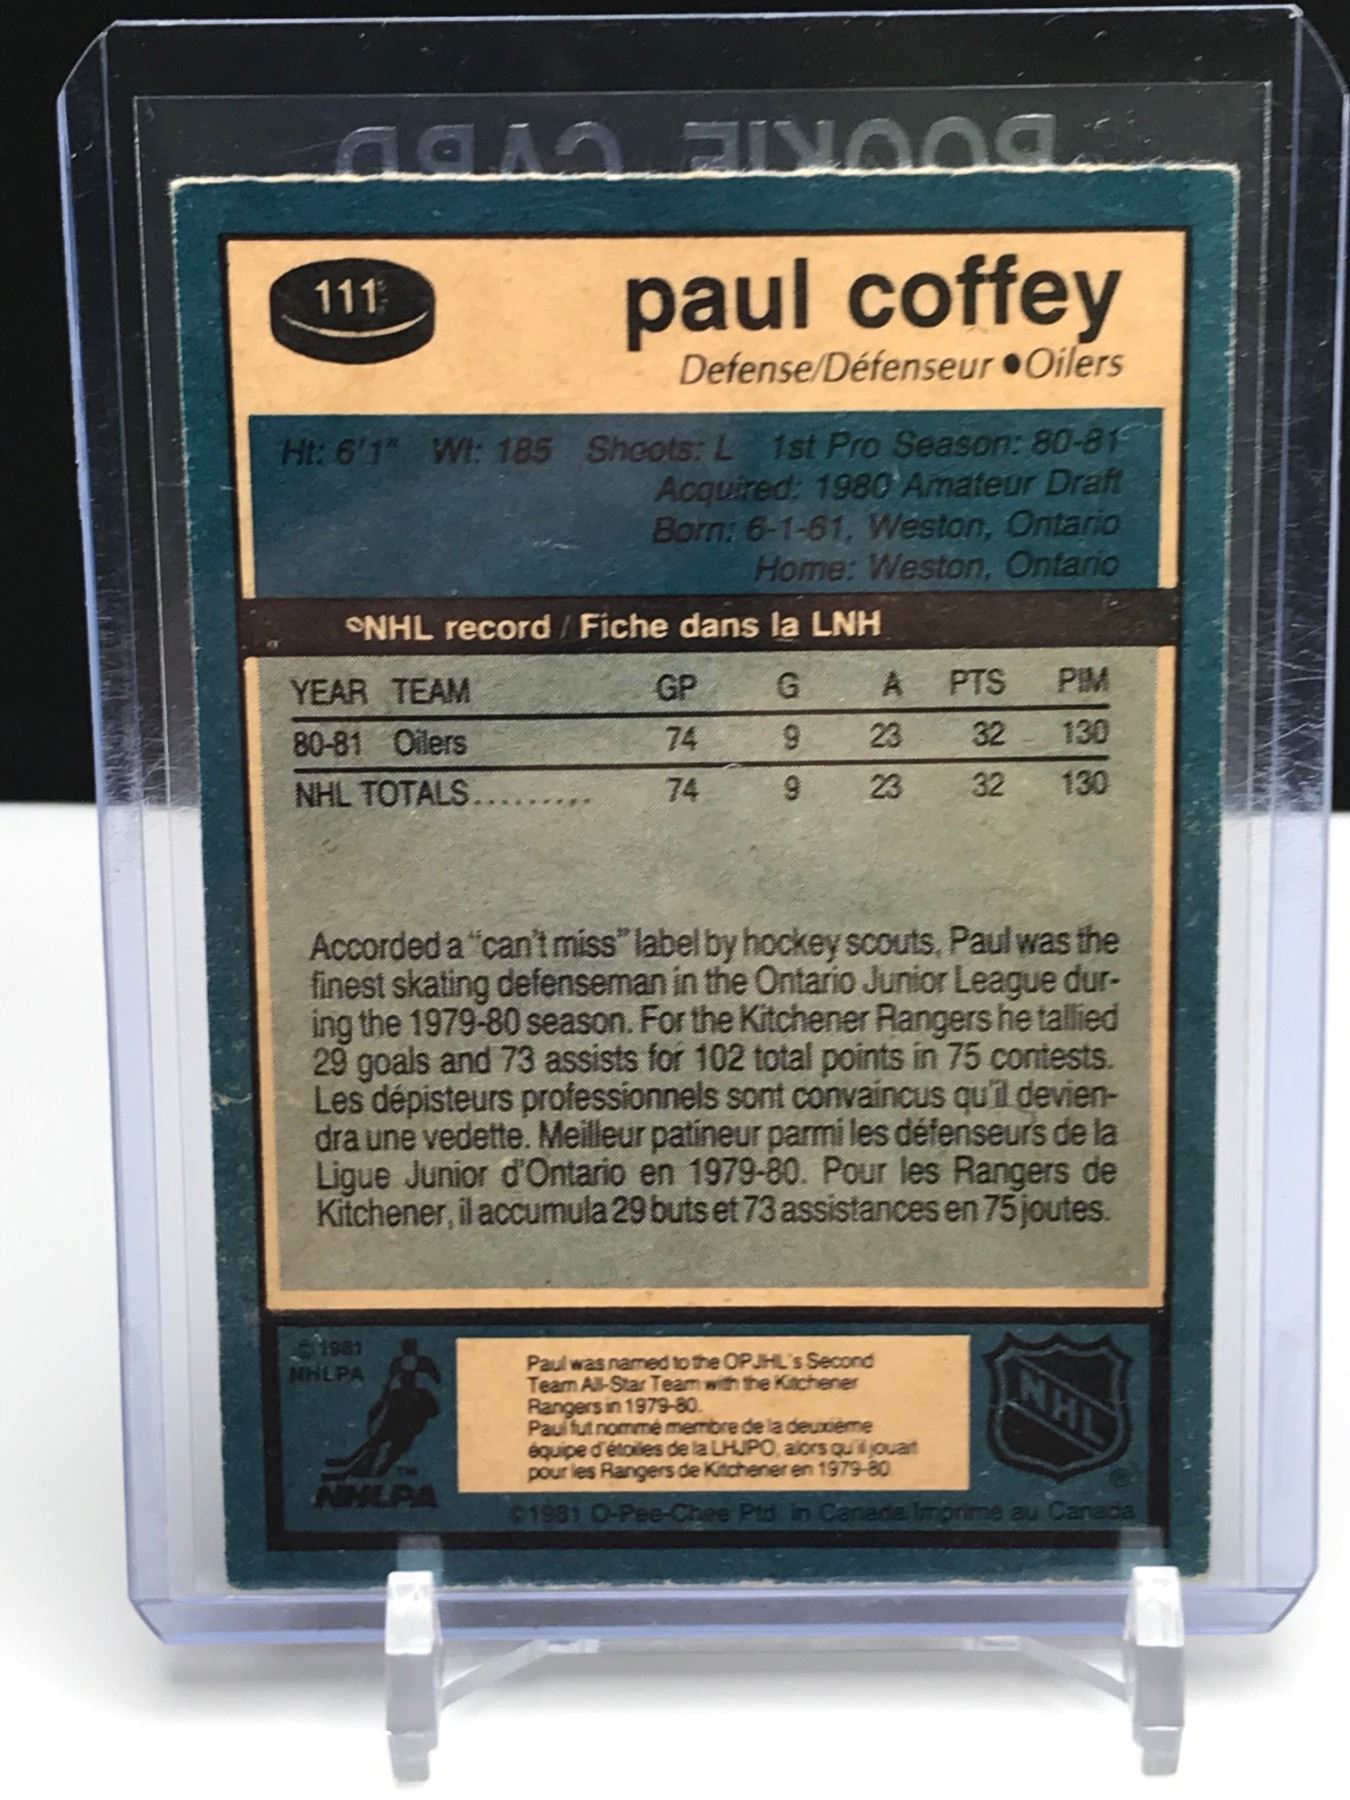 ROOKIE CARD
111
paul coffey
Defense/Défenseur ●Oilers
Ht: 6'1" Wt: 185 Shoots: L 1st Pro Season: 80-81
Acquired: 1980 Amateur Draft
Born: 6-1-61, Weston, Ontario
Home: Weston, Ontario
NHL record / Fiche dans la LNH
YEAR TEAM GP G A PTS PIM
80-81 Oilers 74 9 23 32 130
NHL TOTALS.......... 74 9 23 32 130
Accorded a "can't miss" label by hockey scouts, Paul was the
finest skating defenseman in the Ontario Junior League dur-
ing the 1979-80 season. For the Kitchener Rangers he tallied
29 goals and 73 assists for 102 total points in 75 contests.
Les dépisteurs professionnels sont convaincus qu'il devien-
dra une vedette. Meilleur patineur parmi les défenseurs de la
Ligue Junior d'Ontario en 1979-80. Pour les Rangers de
Kitchener, il accumula 29 buts et 73 assistances en 75 joutes.
© 1981
NHLPA
™
NHLPA
Paul was named to the OPJHL's Second
Team All-Star Team with the Kitchener
Rangers in 1979-80.
Paul fut nommé membre de la deuxième
équipe d'étoiles de la LHJPO, alors qu'il jouait
pour les Rangers de Kitchener en 1979-80.
NHL
®
©1981 O-Pee-Chee Ptd. in Canada/Imprimé au Canada